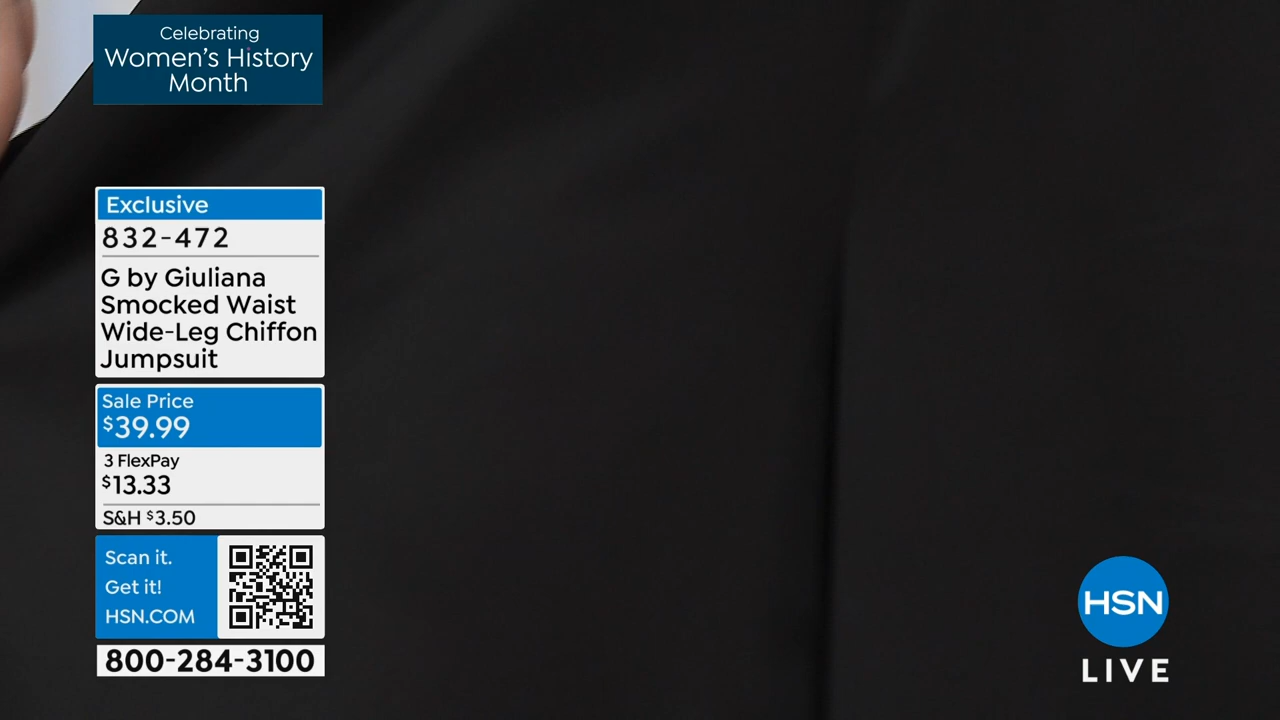 Celebrating
Women's History
Month
Exclusive
832-472
G by Giuliana
Smocked Waist
Wide-Leg Chiffon
Jumpsuit
Sale Price
$39.99
3 FlexPay
$13.33
S&H $3.50
Scan it.
Get it!
HSN.COM
800-284-3100
HSN
LIVE